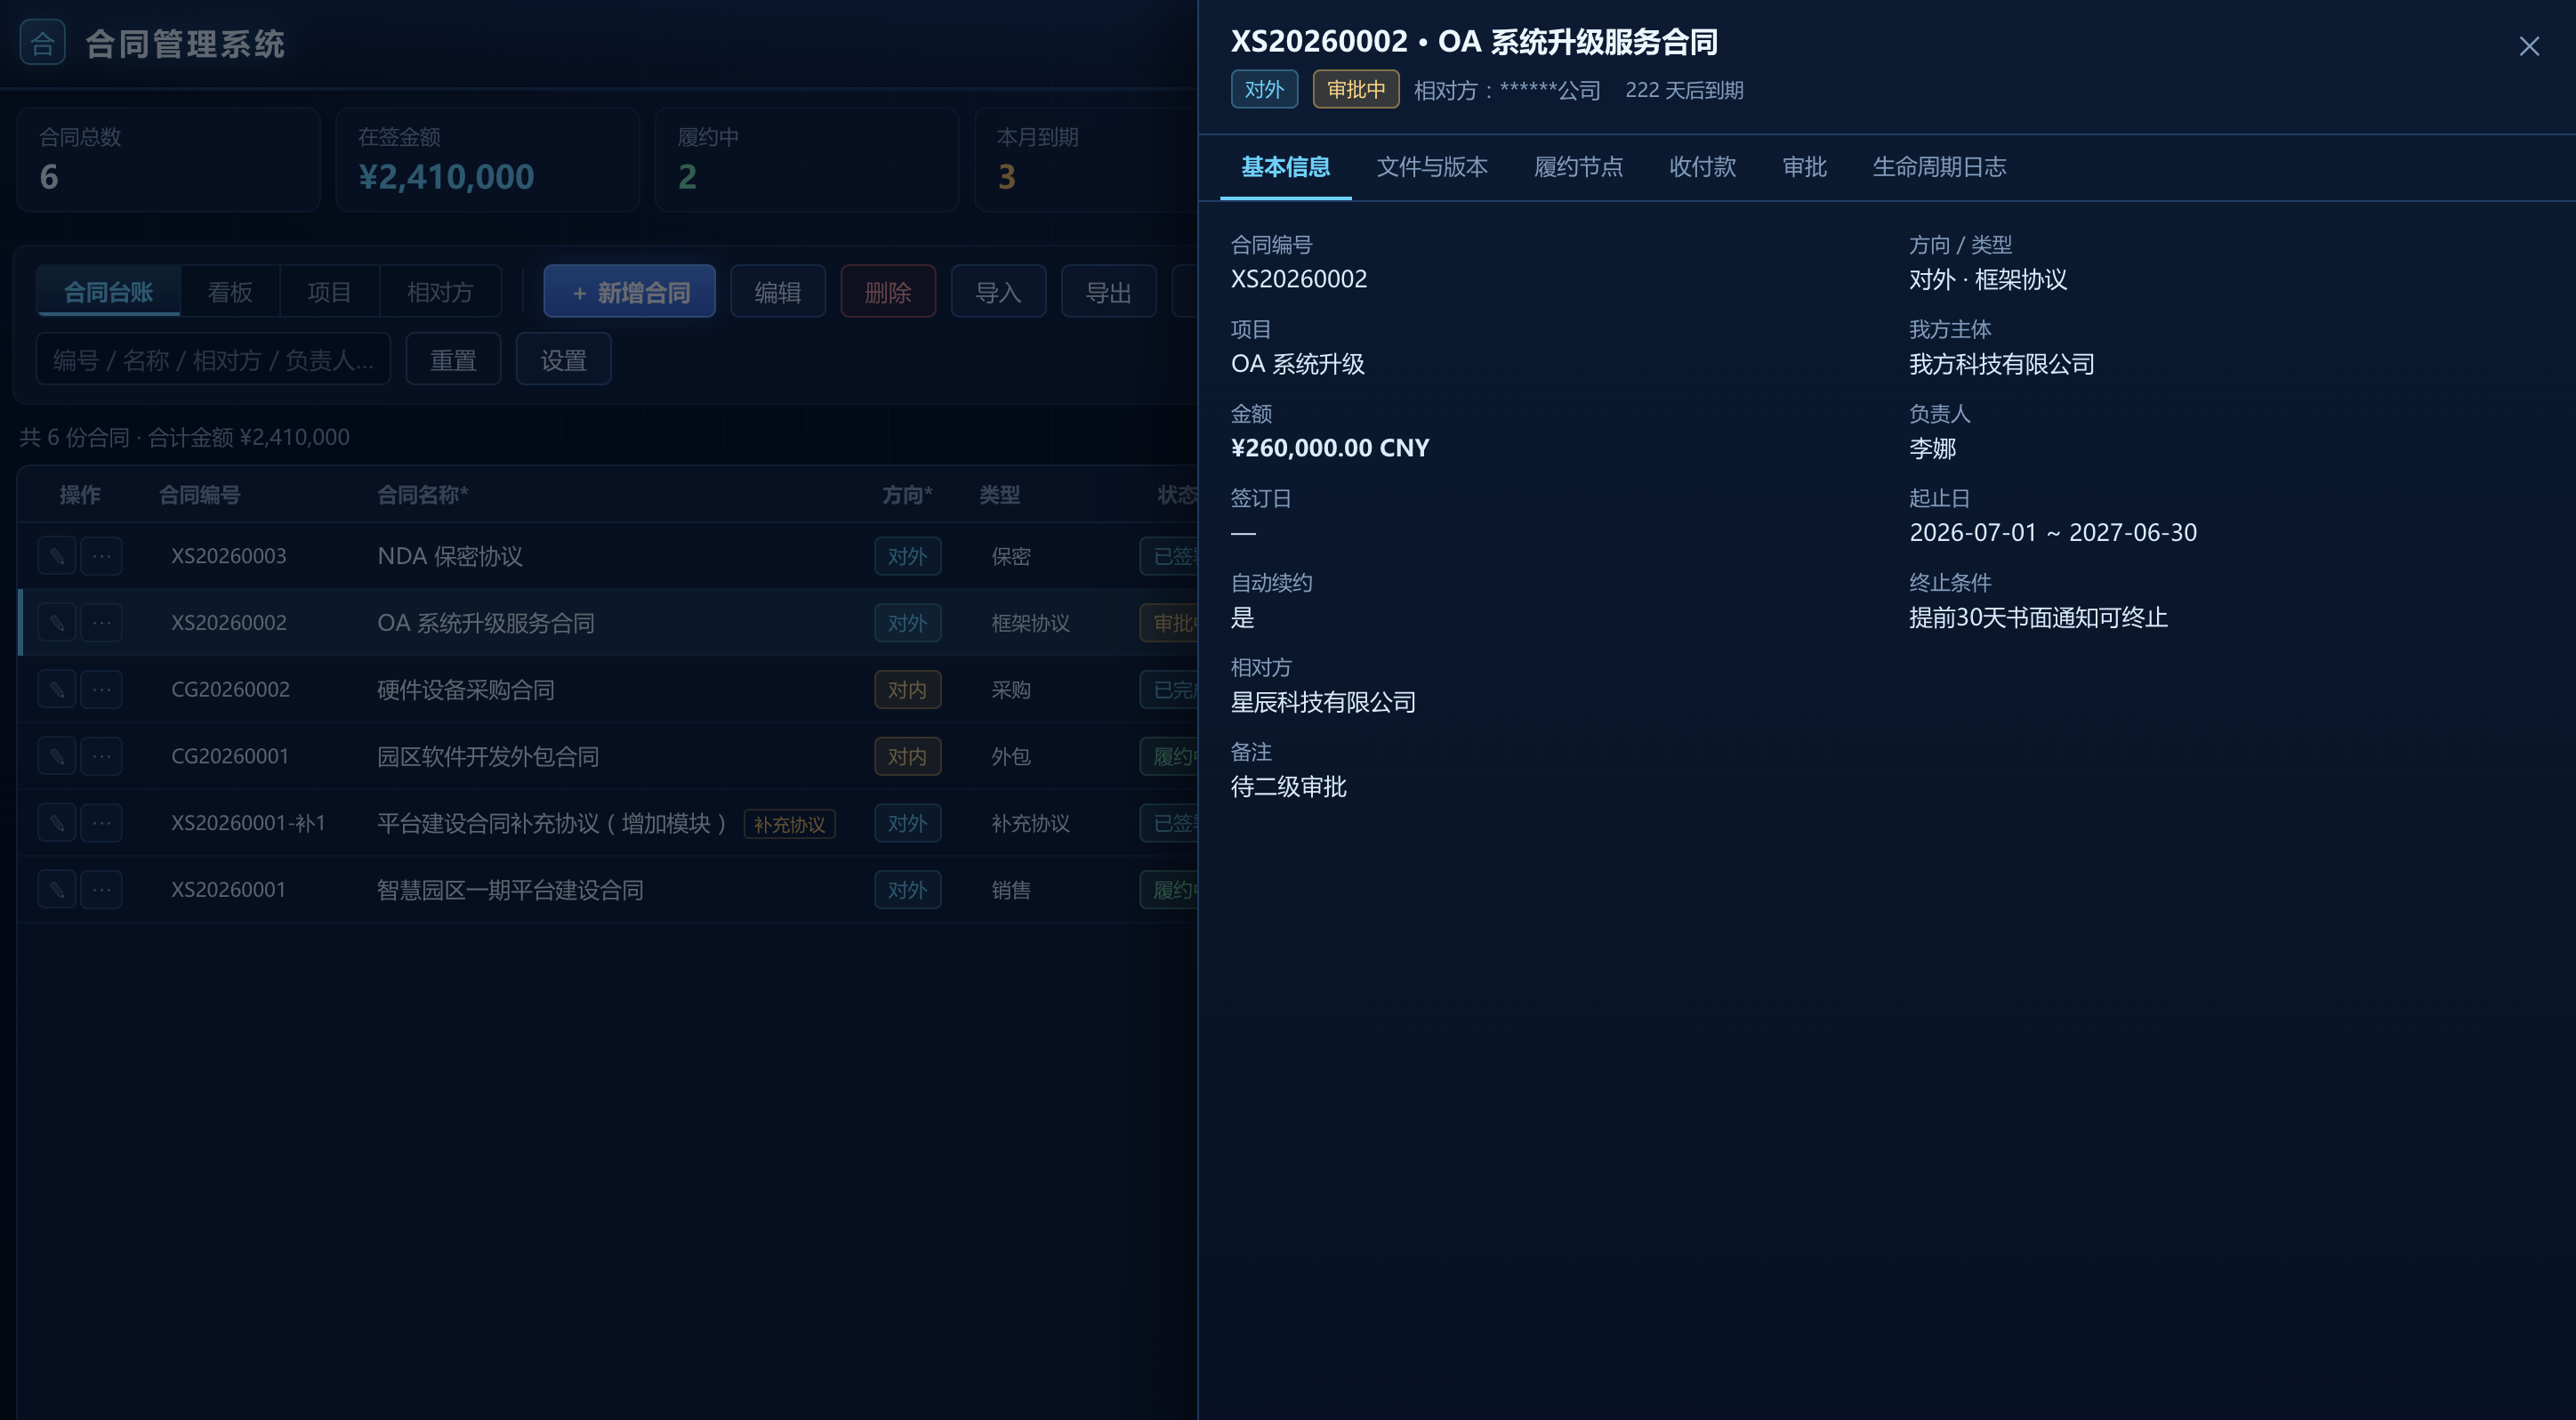 合 合同管理系统
合同总数
6
在签金额
¥2,410,000
履约中
2
本月到期
3
合同台账 看板 项目 相对方 + 新增合同 编辑 删除 导入 导出
编号 / 名称 / 相对方 / 负责人... 重置 设置
共 6 份合同 · 合计金额 ¥2,410,000
操作 合同编号 合同名称* 方向* 类型 状态
XS20260003 NDA 保密协议 对外 保密 已签
XS20260002 OA 系统升级服务合同 对外 框架协议 审批
CG20260002 硬件设备采购合同 对内 采购 已完
CG20260001 园区软件开发外包合同 对内 外包 履约
XS20260001-补1 平台建设合同补充协议（增加模块） 补充协议 对外 补充协议 已签
XS20260001 智慧园区一期平台建设合同 对外 销售 履约
XS20260002 • OA 系统升级服务合同
对外 审批中 相对方：******公司 222 天后到期
基本信息 文件与版本 履约节点 收付款 审批 生命周期日志
合同编号
XS20260002
方向 / 类型
对外 · 框架协议
项目
OA 系统升级
我方主体
我方科技有限公司
金额
¥260,000.00 CNY
负责人
李娜
签订日
—
起止日
2026-07-01 ~ 2027-06-30
自动续约
是
终止条件
提前30天书面通知可终止
相对方
星辰科技有限公司
备注
待二级审批